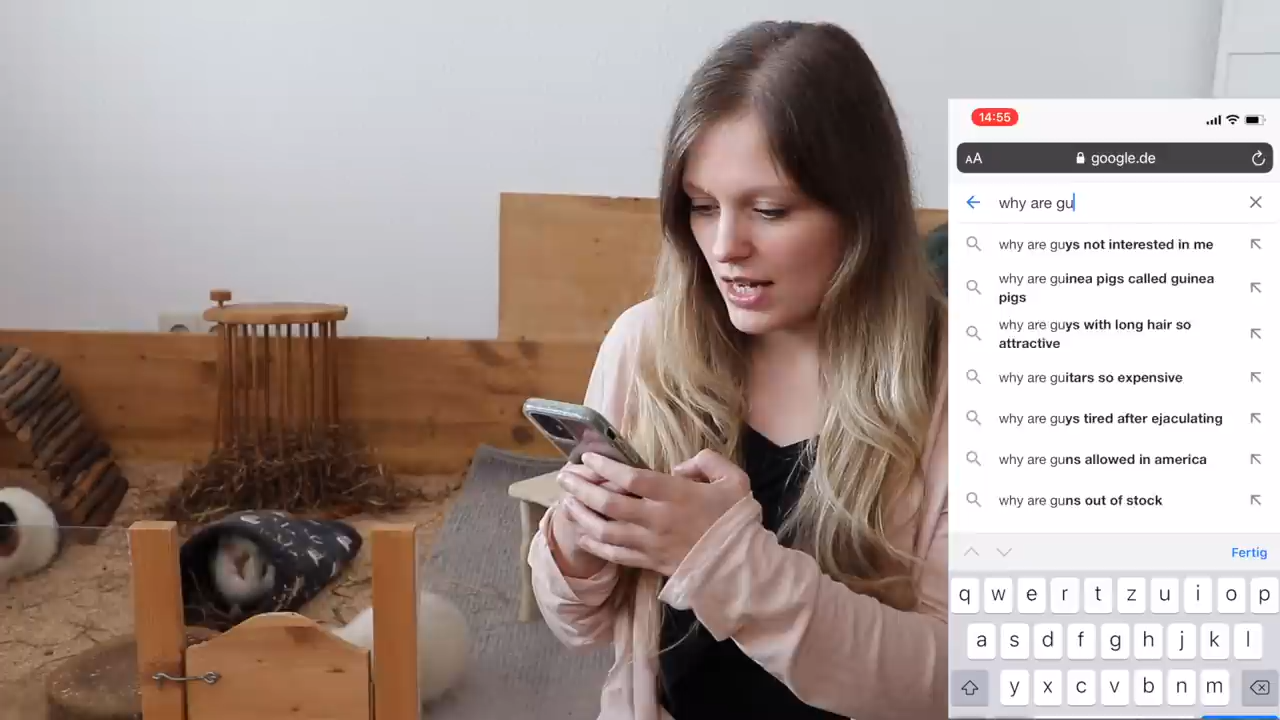 14:55
AA google.de
why are gu
why are guys not interested in me
why are guinea pigs called guinea
pigs
why are guys with long hair so
attractive
why are guitars so expensive
why are guys tired after ejaculating
why are guns allowed in america
why are guns out of stock
Fertig
q w e r t z u i o p
a s d f g h j k l
y x c v b n m